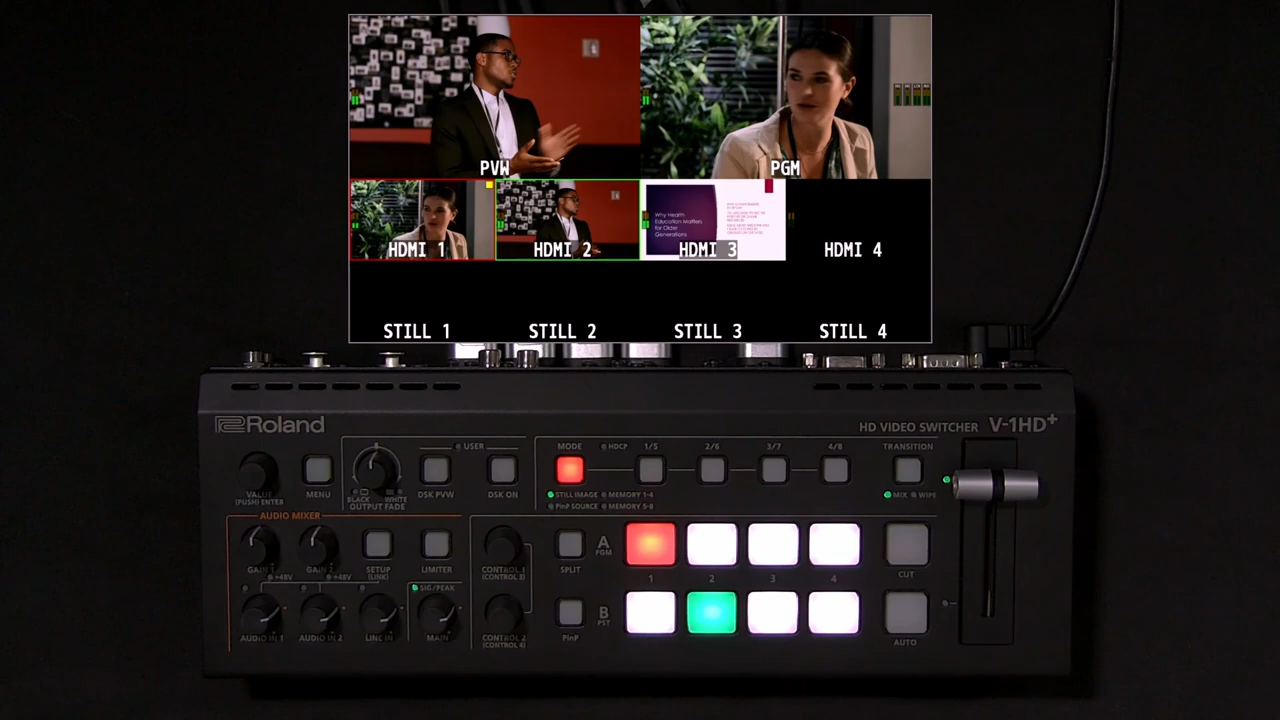 PVW
PGM
Why Health
Education Matters
for Older
Generations
HDMI 1
HDMI 2
HDMI 3
HDMI 4
STILL 1
STILL 2
STILL 3
STILL 4
Roland
HD VIDEO SWITCHER V-1HD+
USER
MODE
HDCP
1/5
2/6
3/7
4/8
TRANSITION
VALUE
(PUSH) ENTER
MENU
BLACK
WHITE
OUTPUT FADE
DSK PVW
DSK ON
STILL IMAGE
MEMORY 1-4
PinP SOURCE
MEMORY 5-8
MIX
WIPE
AUDIO MIXER
GAIN 1
+48V
GAIN 2
+48V
SETUP
(LINK)
LIMITER
CONTROL 1
(CONTROL 3)
SPLIT
A
PGM
1
2
3
4
CUT
SIG/PEAK
AUDIO IN 1
AUDIO IN 2
LINE IN
MAIN
CONTROL 2
(CONTROL 4)
PinP
B
PST
AUTO